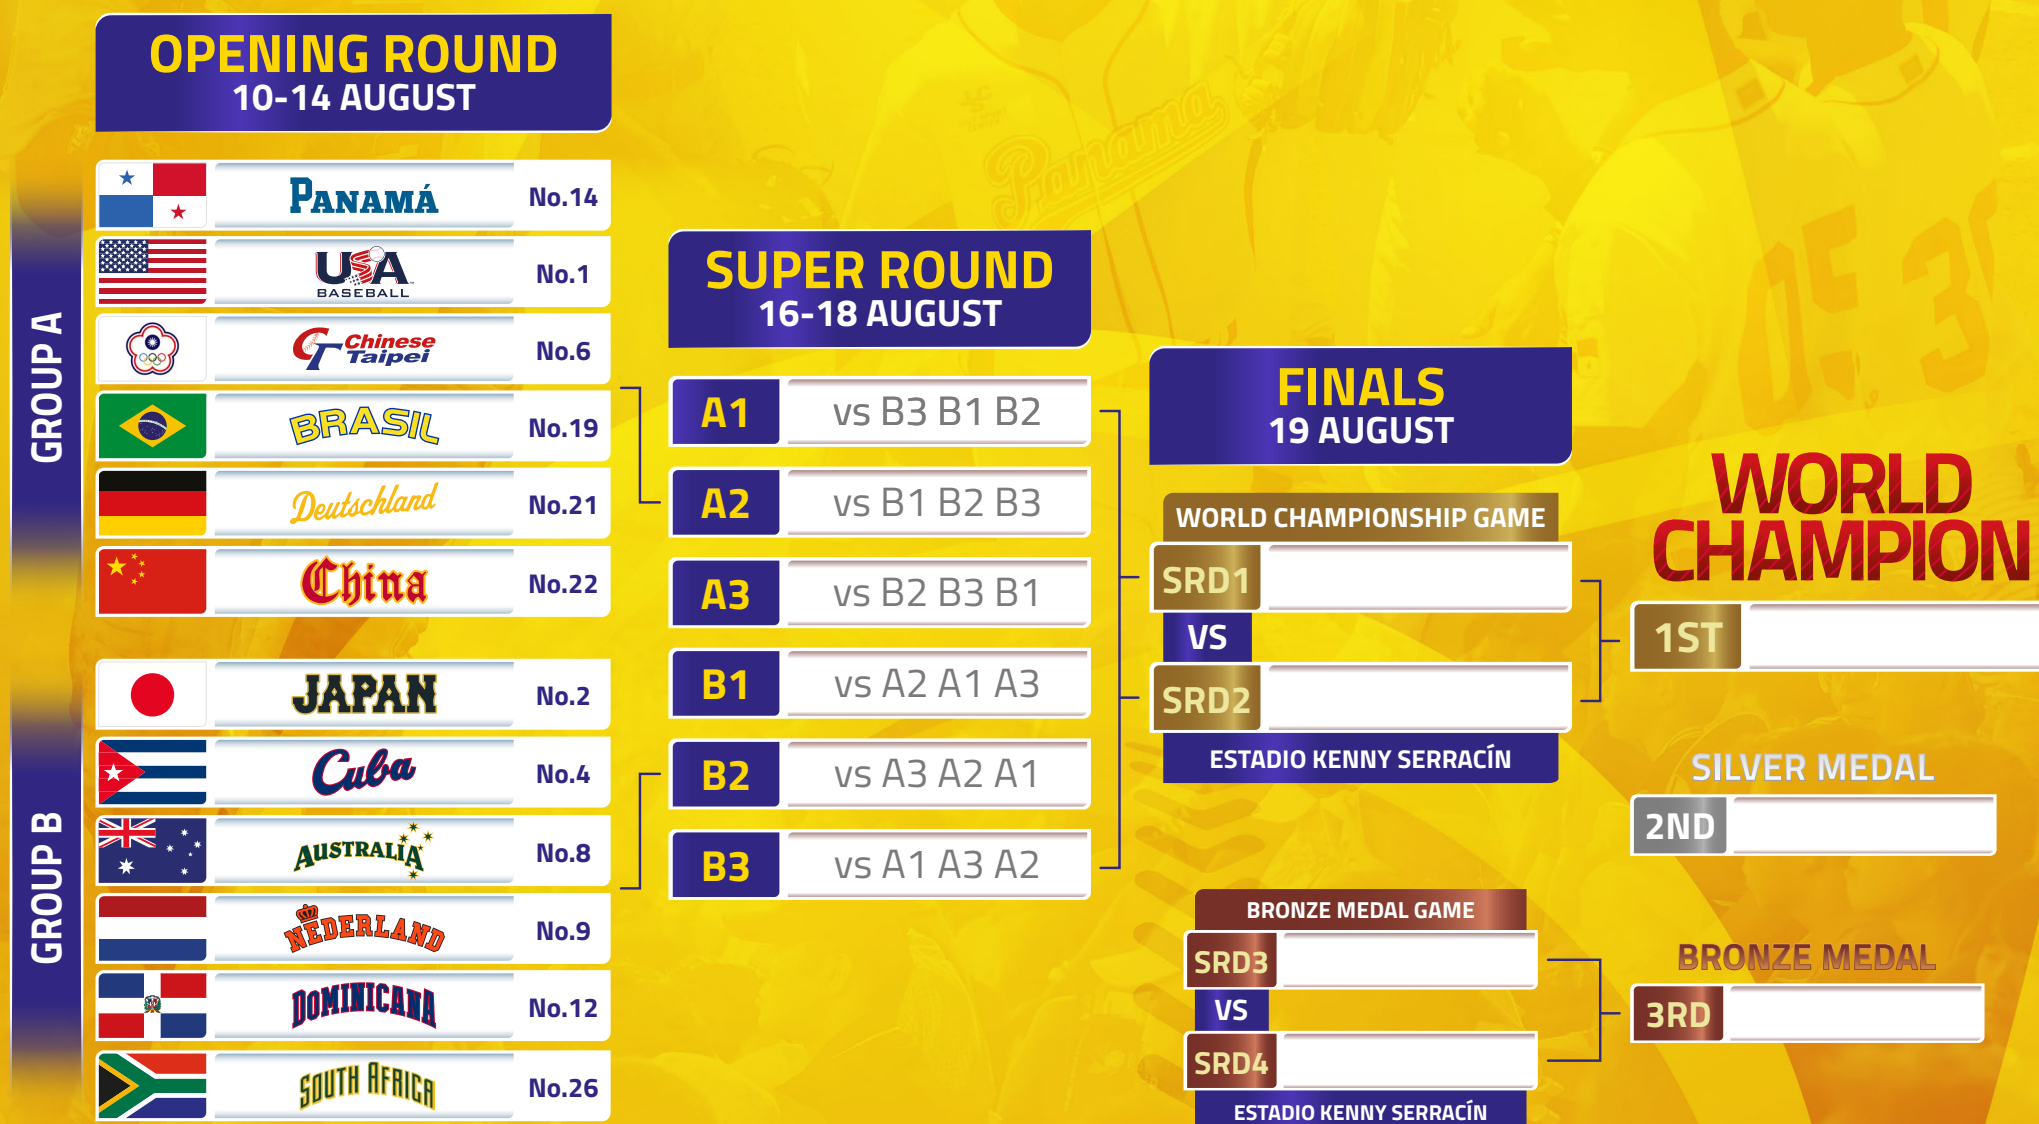 OPENING ROUND
10-14 AUGUST
GROUP A
PANAMÁ No.14
USA BASEBALL No.1
CT Chinese Taipei No.6
BRASIL No.19
Deutschland No.21
China No.22
GROUP B
JAPAN No.2
Cuba No.4
AUSTRALIA No.8
NEDERLAND No.9
DOMINICANA No.12
SOUTH AFRICA No.26
SUPER ROUND
16-18 AUGUST
A1 vs B3 B1 B2
A2 vs B1 B2 B3
A3 vs B2 B3 B1
B1 vs A2 A1 A3
B2 vs A3 A2 A1
B3 vs A1 A3 A2
FINALS
19 AUGUST
WORLD CHAMPIONSHIP GAME
SRD1
VS
SRD2
ESTADIO KENNY SERRACÍN
BRONZE MEDAL GAME
SRD3
VS
SRD4
ESTADIO KENNY SERRACÍN
WORLD
CHAMPION
1ST
SILVER MEDAL
2ND
BRONZE MEDAL
3RD
Panama